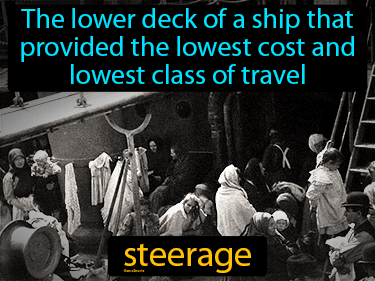 The lower deck of a ship that
provided the lowest cost and
lowest class of travel
steerage